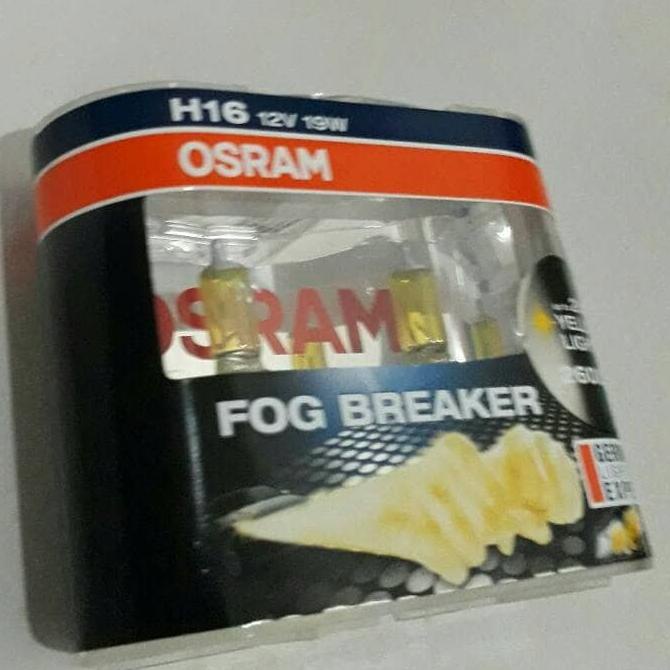 H16 12V 19W
OSRAM
OSRAM
FOG BREAKER